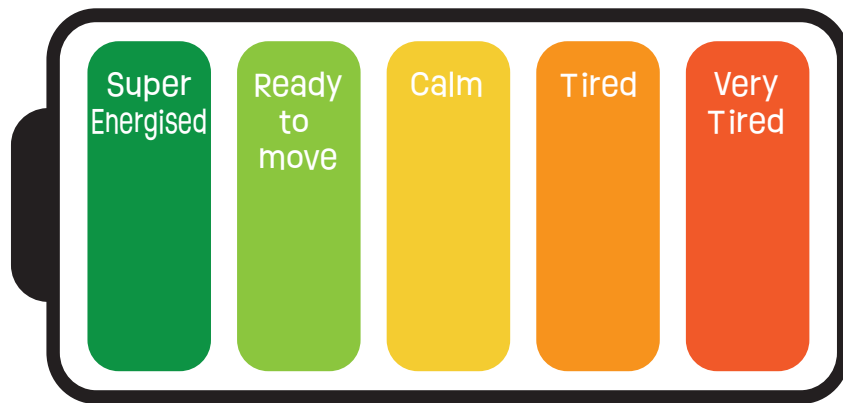 Super
Energised
Ready
to
move
Calm
Tired
Very
Tired